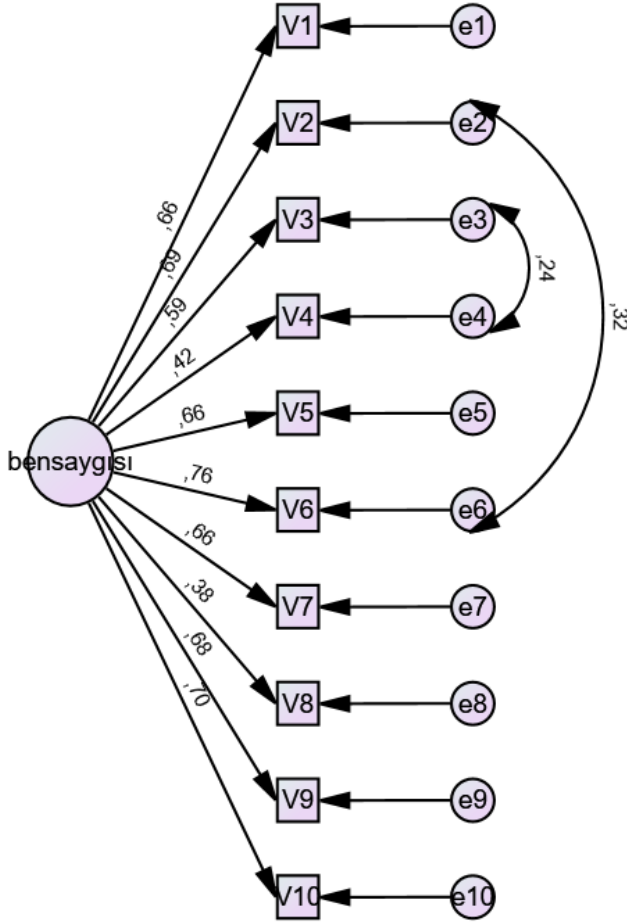 V1
e1
V2
e2
V3
e3
V4
e4
V5
e5
V6
e6
V7
e7
V8
e8
V9
e9
V10
e10
bensaygısı
,66
,69
,59
,42
,66
,76
,66
,38
,68
,70
,24
,32